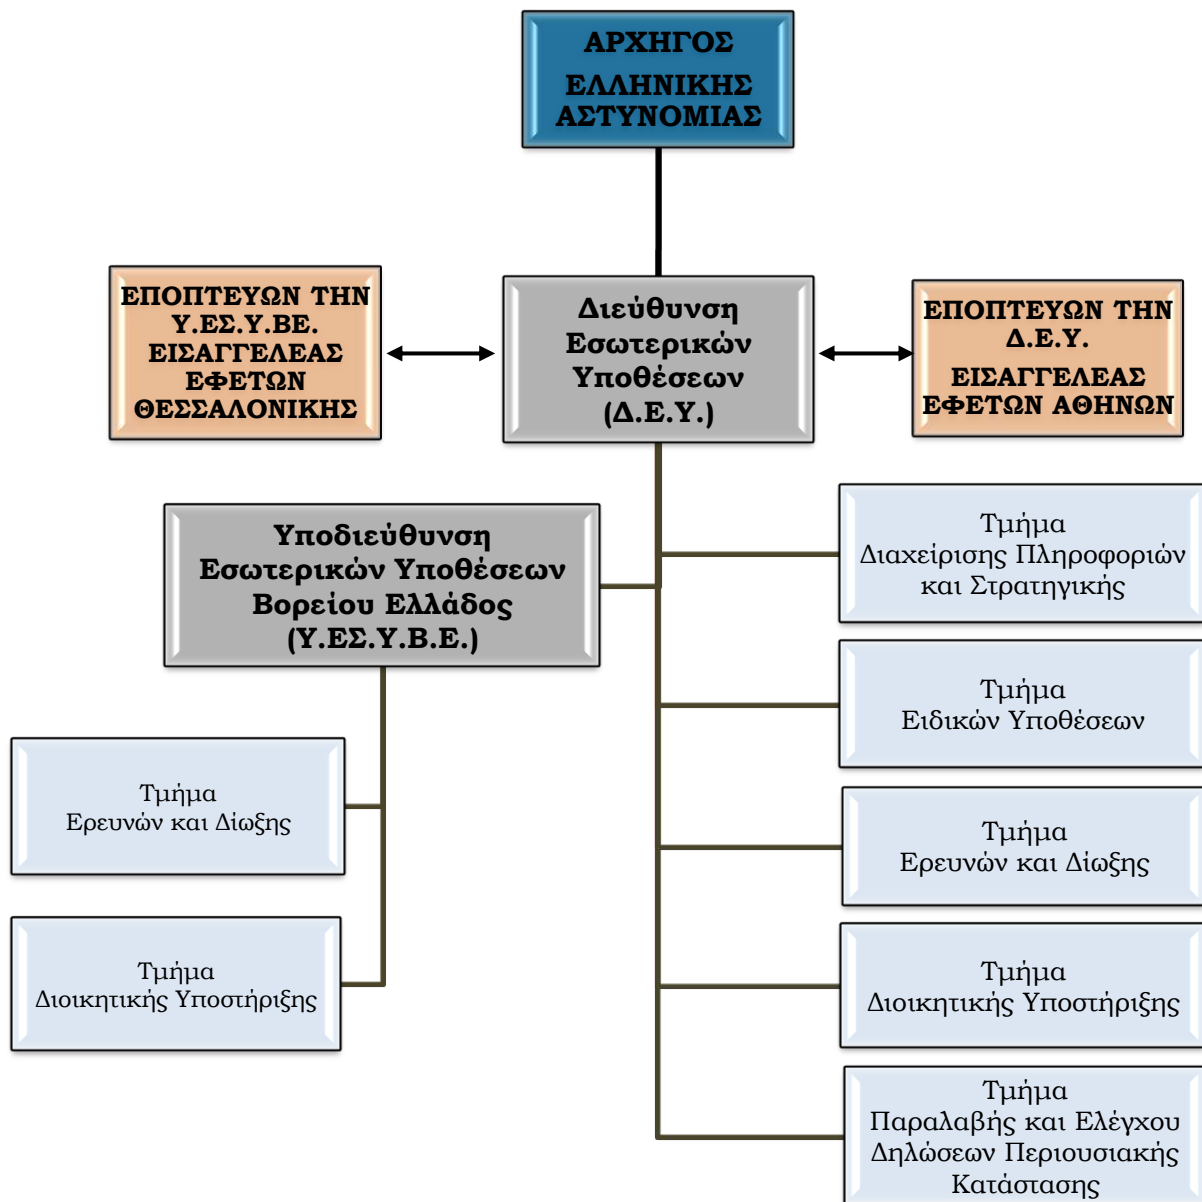 ΑΡΧΗΓΟΣ
ΕΛΛΗΝΙΚΗΣ
ΑΣΤΥΝΟΜΙΑΣ
ΕΠΟΠΤΕΥΩΝ ΤΗΝ
Υ.ΕΣ.Υ.ΒΕ.
ΕΙΣΑΓΓΕΛΕΑΣ
ΕΦΕΤΩΝ
ΘΕΣΣΑΛΟΝΙΚΗΣ
Διεύθυνση
Εσωτερικών
Υποθέσεων
(Δ.Ε.Υ.)
ΕΠΟΠΤΕΥΩΝ ΤΗΝ
Δ.Ε.Υ.
ΕΙΣΑΓΓΕΛΕΑΣ
ΕΦΕΤΩΝ ΑΘΗΝΩΝ
Υποδιεύθυνση
Εσωτερικών Υποθέσεων
Βορείου Ελλάδος
(Υ.ΕΣ.Υ.Β.Ε.)
Τμήμα
Ερευνών και Δίωξης
Τμήμα
Διοικητικής Υποστήριξης
Τμήμα
Διαχείρισης Πληροφοριών
και Στρατηγικής
Τμήμα
Ειδικών Υποθέσεων
Τμήμα
Ερευνών και Δίωξης
Τμήμα
Διοικητικής Υποστήριξης
Τμήμα
Παραλαβής και Ελέγχου
Δηλώσεων Περιουσιακής
Κατάστασης